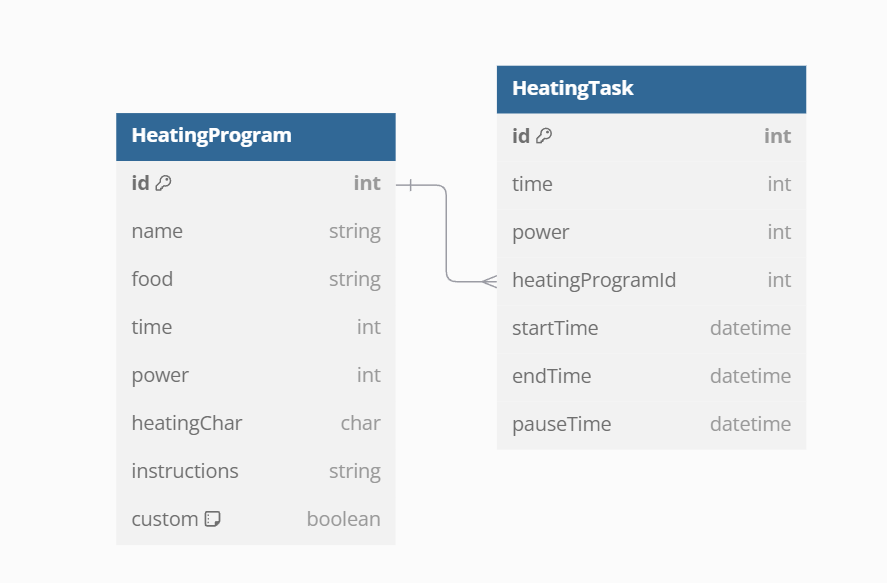 HeatingProgram
id int
name string
food string
time int
power int
heatingChar char
instructions string
custom boolean
HeatingTask
id int
time int
power int
heatingProgramId int
startTime datetime
endTime datetime
pauseTime datetime